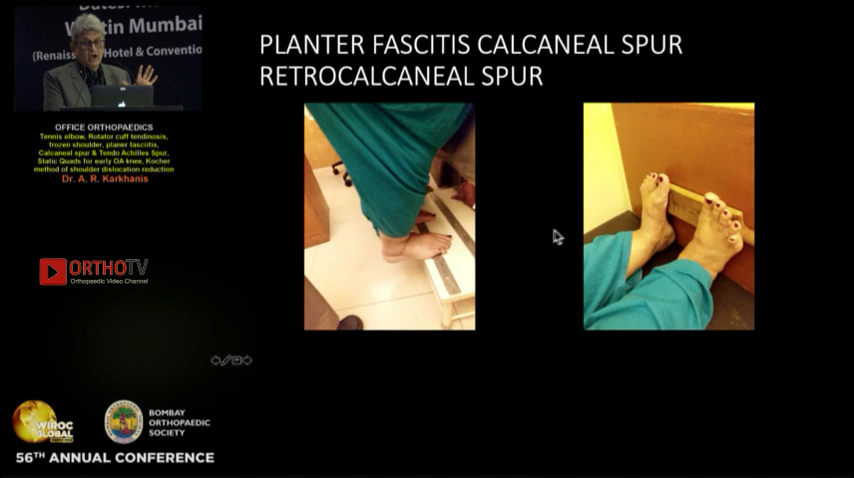 Westin Mumbai
(Renaiss Hotel & Conventio
PLANTER FASCITIS CALCANEAL SPUR
RETROCALCANEAL SPUR
OFFICE ORTHOPAEDICS
Tennis elbow, Rotator cuff tendinosis,
frozen shoulder, planer fasciitis,
Calcaneal spur & Tendo Achilles Spur,
Static Quads for early OA knee, Kocher
method of shoulder dislocation reduction
Dr. A. R. Karkhanis
ORTHOTV
Orthopaedic Video Channel
WIROC
GLOBAL
BOMBAY
ORTHOPAEDIC
SOCIETY
56TH ANNUAL CONFERENCE